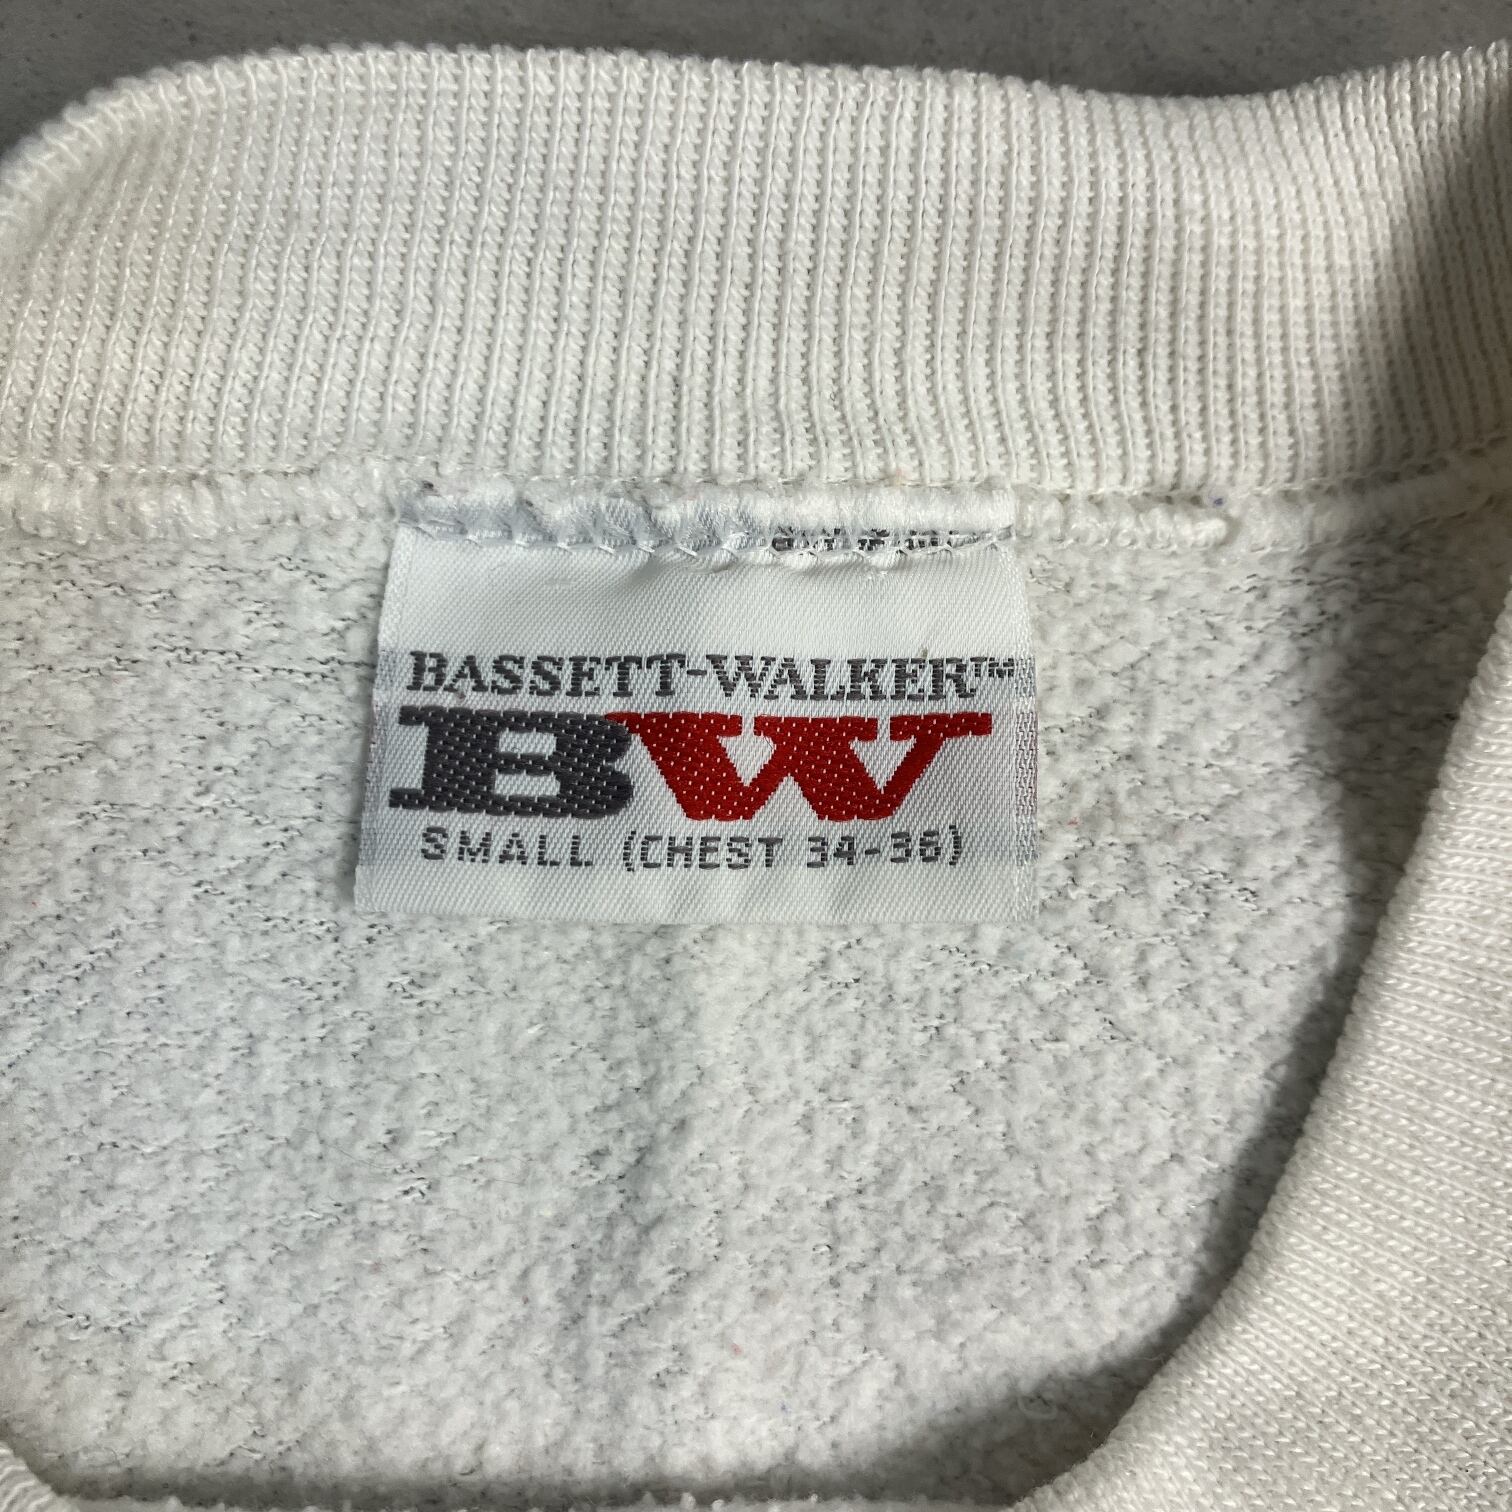 BASSETT-WALKER™
BW
SMALL (CHEST 34-36)